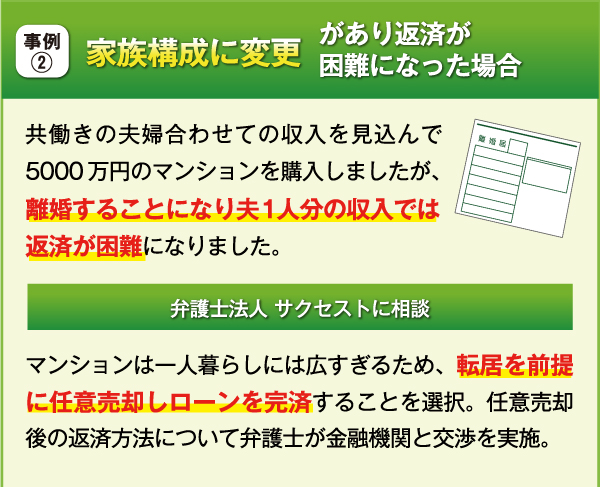 事例
②
家族構成に変更
があり返済が
困難になった場合
共働きの夫婦合わせての収入を見込んで
5000万円のマンションを購入しましたが、
離婚することになり夫1人分の収入では
返済が困難になりました。
離婚届
弁護士法人 サクセストに相談
マンションは一人暮らしには広すぎるため、転居を前提
に任意売却しローンを完済することを選択。任意売却
後の返済方法について弁護士が金融機関と交渉を実施。